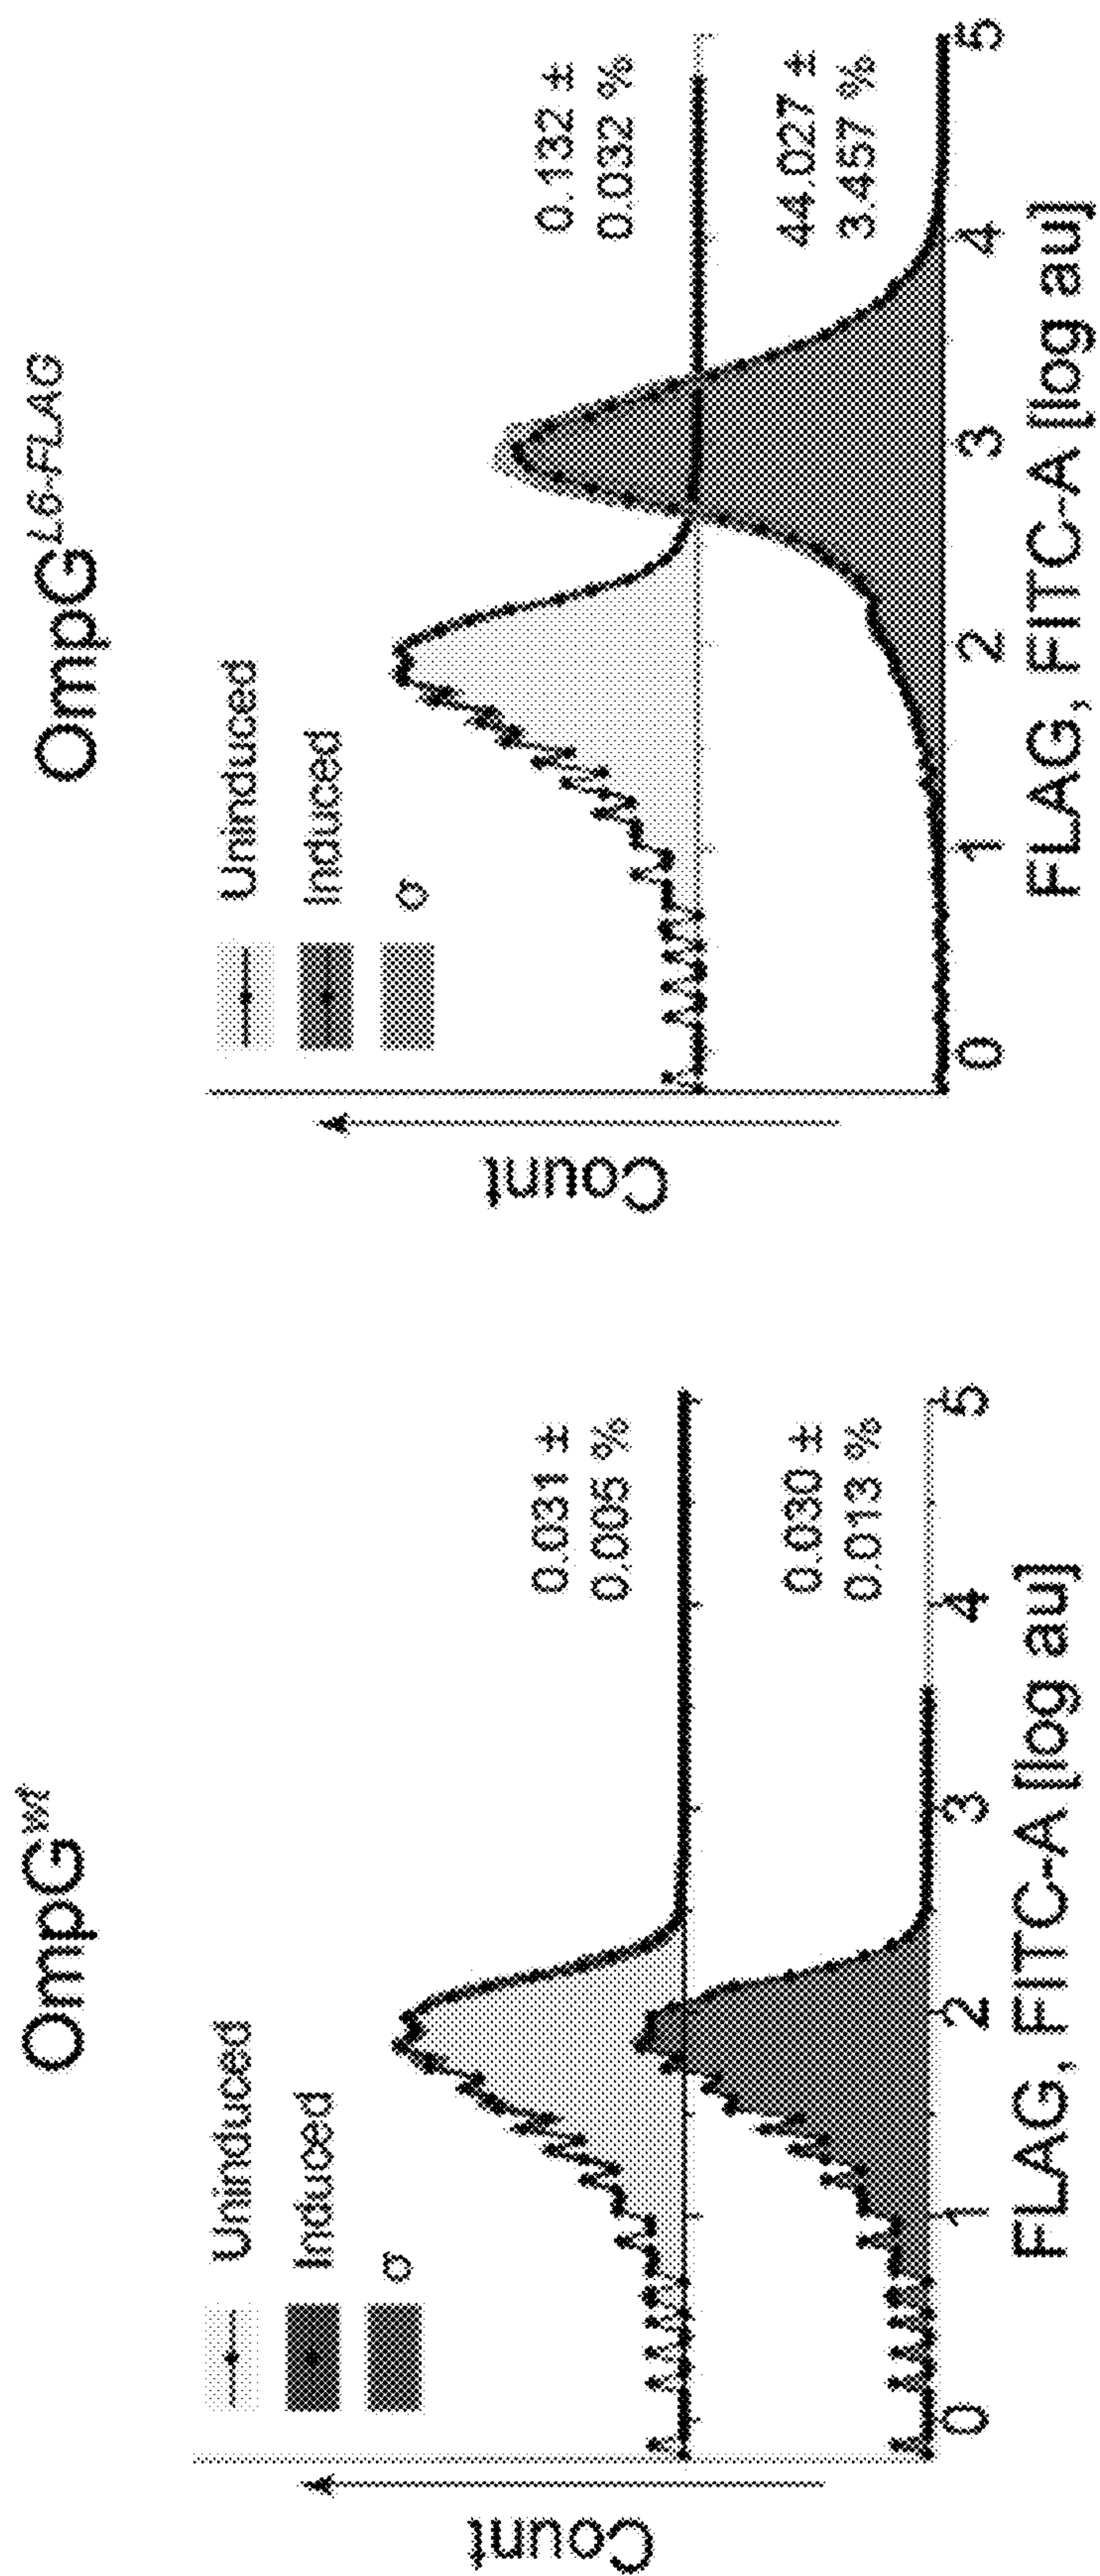 OmpG^wt
Uninduced
Induced
σ
Count
0.031 ±
0.005 %
0.030 ±
0.013 %
0 1 2 3 4 5
FLAG, FITC-A [log au]
OmpG^L6-FLAG
Uninduced
Induced
σ
Count
0.132 ±
0.032 %
44.027 ±
3.457 %
0 1 2 3 4 5
FLAG, FITC-A [log au]